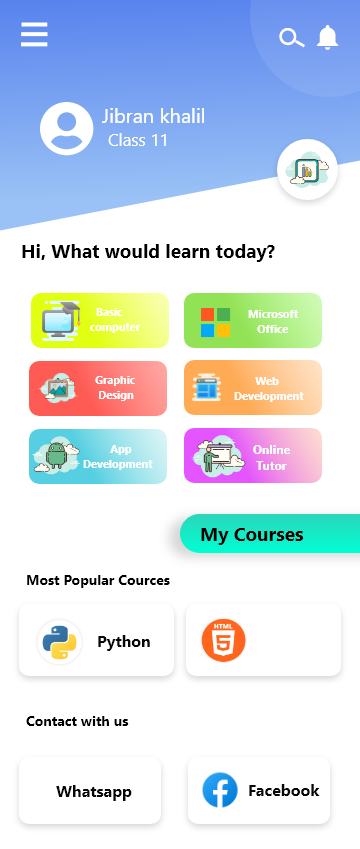 Jibran khalil
Class 11
Hi, What would learn today?
Basic
computer
Microsoft
Office
Graphic
Design
Web
Development
App
Development
Online
Tutor
My Courses
Most Popular Cources
Python
HTML
5
Contact with us
Whatsapp
Facebook